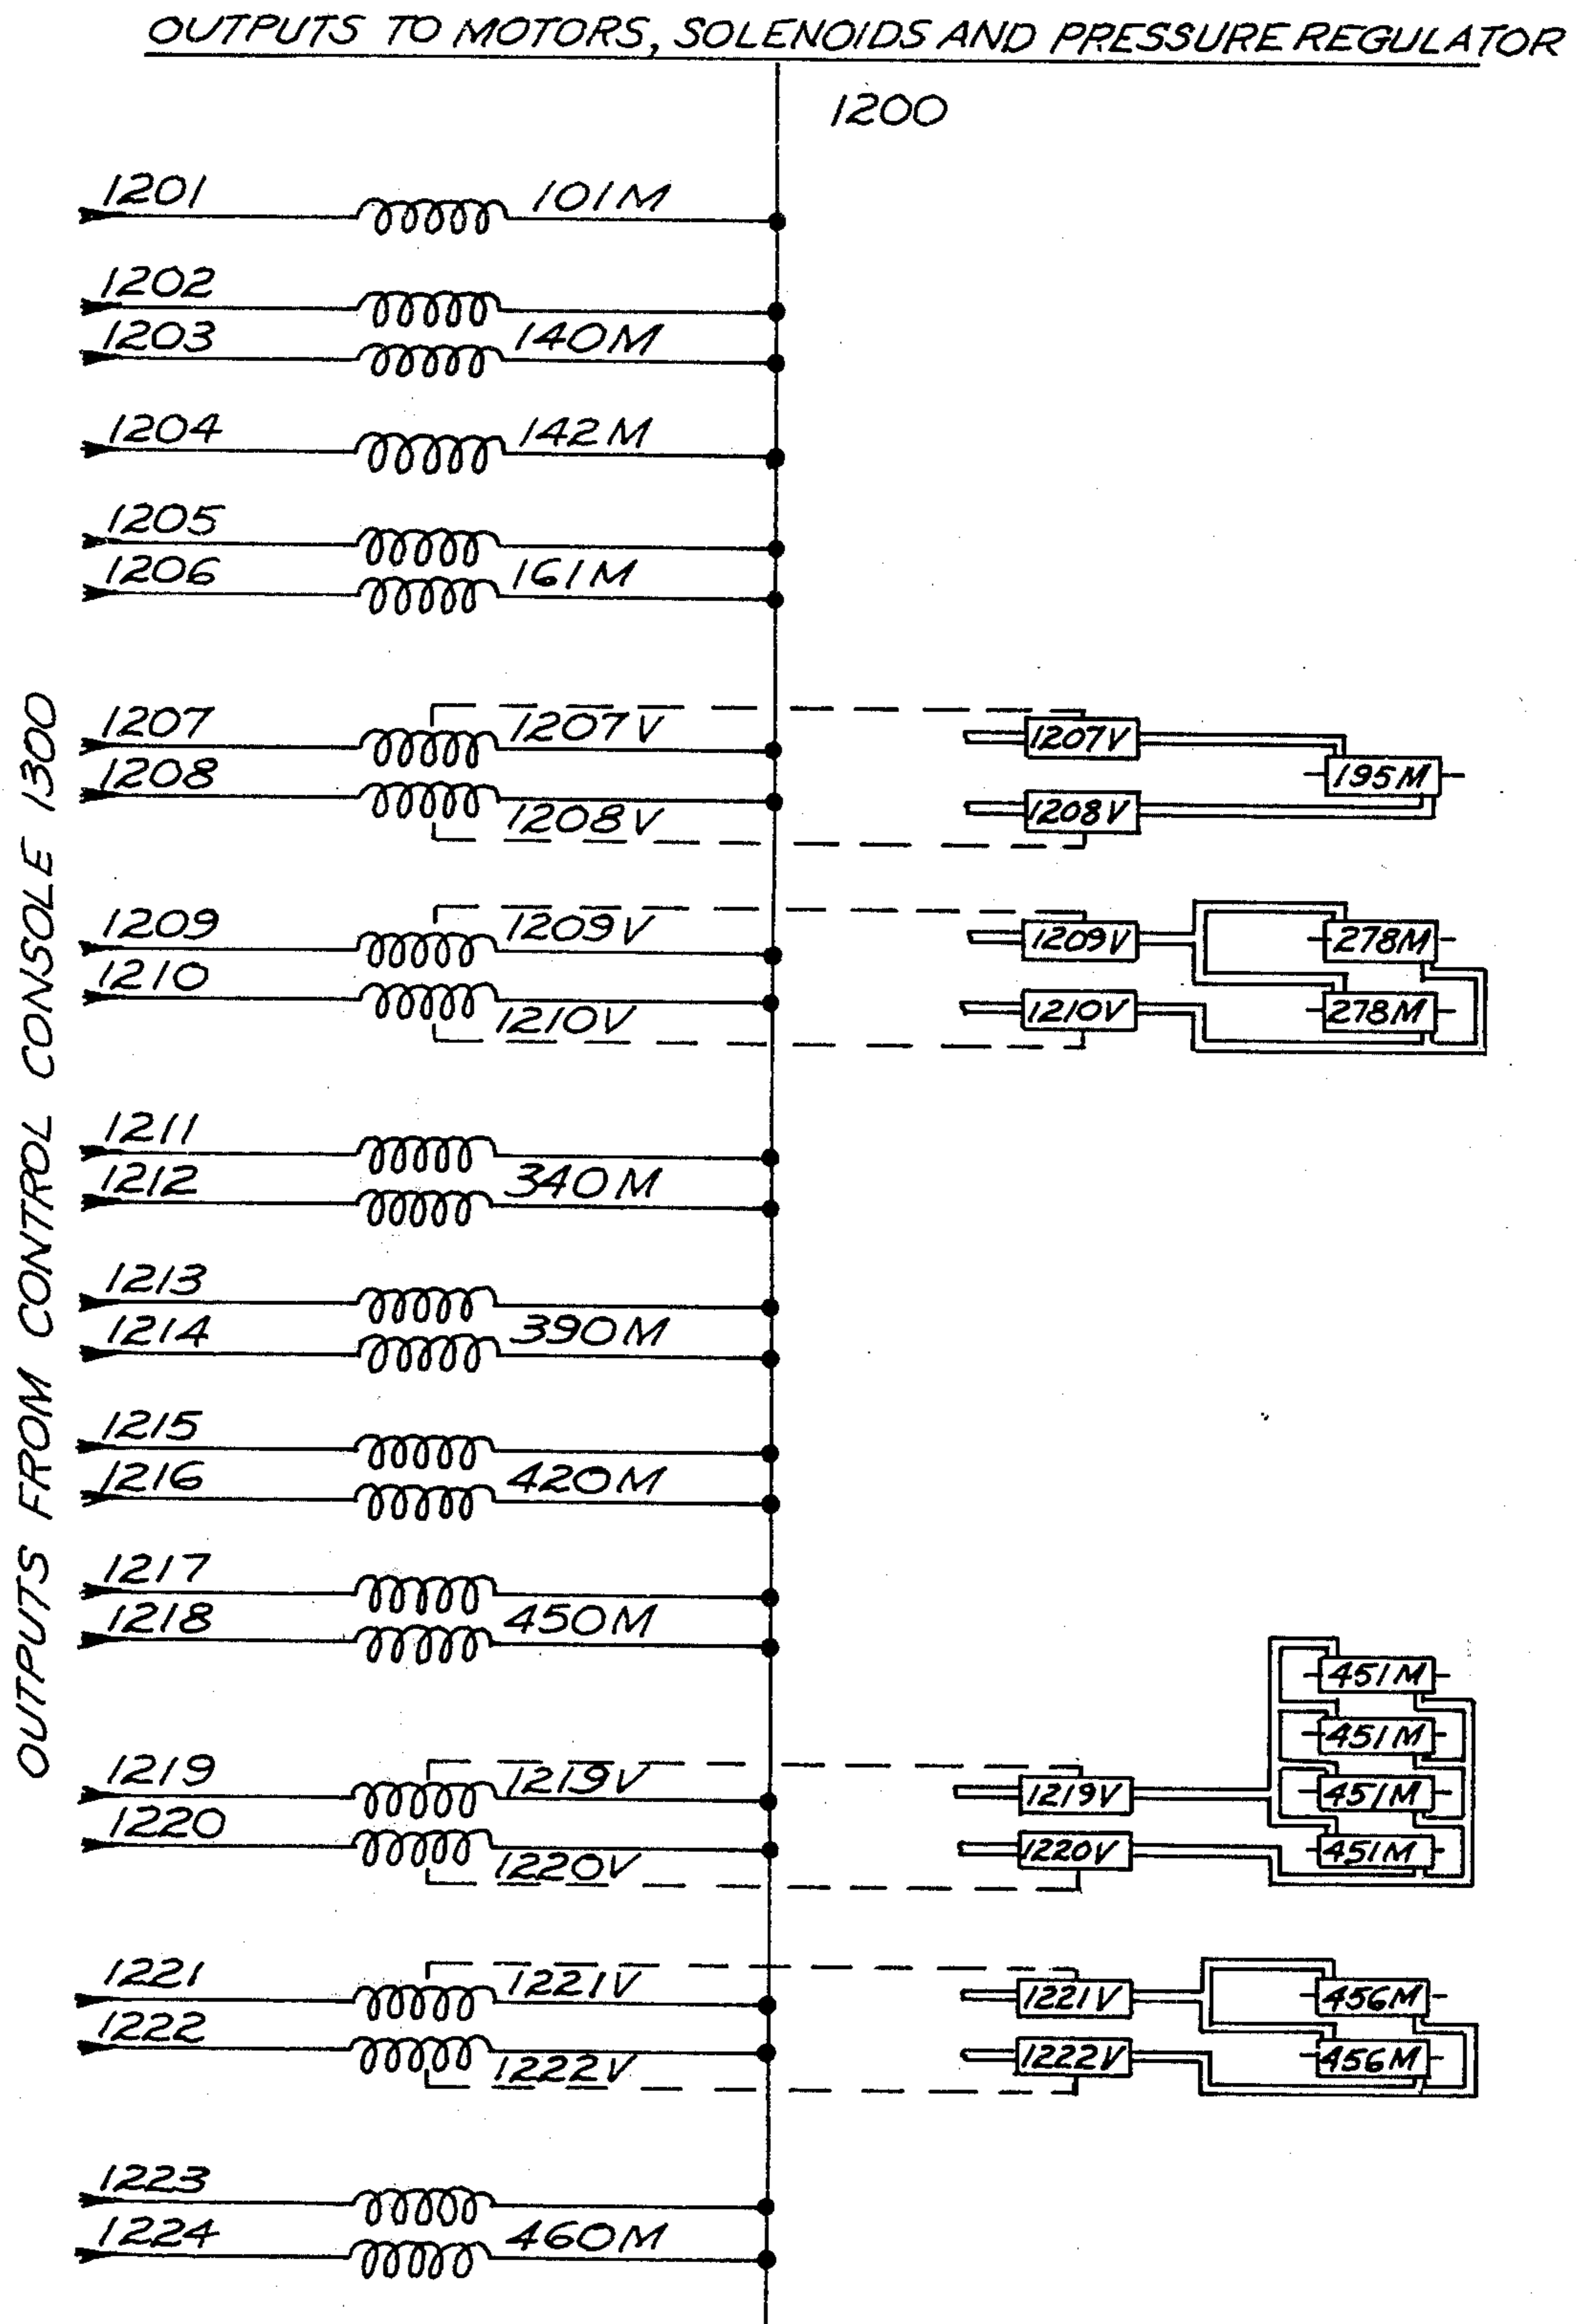 OUTPUTS TO MOTORS, SOLENOIDS AND PRESSURE REGULATOR
1200
OUTPUTS FROM CONTROL CONSOLE 1300
1201 101M
1202
1203 140M
1204 142M
1205
1206 161M
1207 1207V 1207V
195M
1208 1208V 1208V
1209 1209V 1209V 278M
1210 1210V 1210V 278M
1211
1212 340M
1213
1214 390M
1215
1216 420M
1217
1218 450M
451M
451M
1219 1219V 1219V 451M
1220 1220V 1220V 451M
1221 1221V 1221V 456M
1222 1222V 1222V 456M
1223
1224 460M